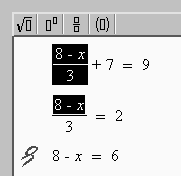 8 - x / 3 + 7 = 9
8 - x / 3 = 2
8 - x = 6